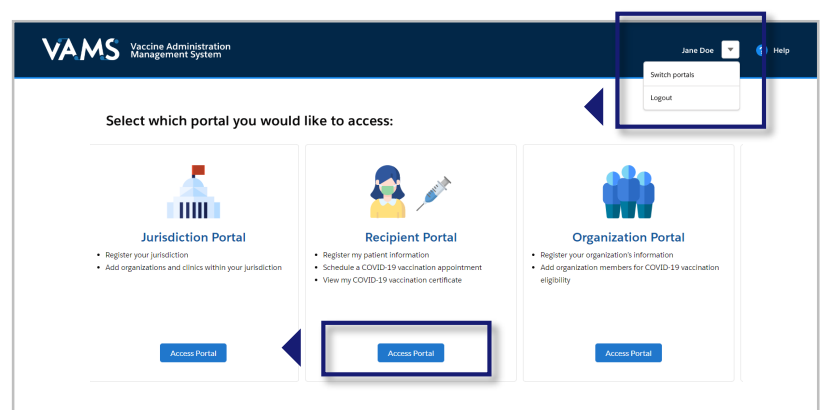 VAMS
Vaccine Administration
Management System
Jane Doe
Help
Switch portals
Logout
Select which portal you would like to access:
Jurisdiction Portal
• Register your jurisdiction
• Add organizations and clinics within your jurisdiction
Access Portal
Recipient Portal
• Register my patient information
• Schedule a COVID-19 vaccination appointment
• View my COVID-19 vaccination certificate
Access Portal
Organization Portal
• Register your organization's information
• Add organization members for COVID-19 vaccination
eligibility
Access Portal